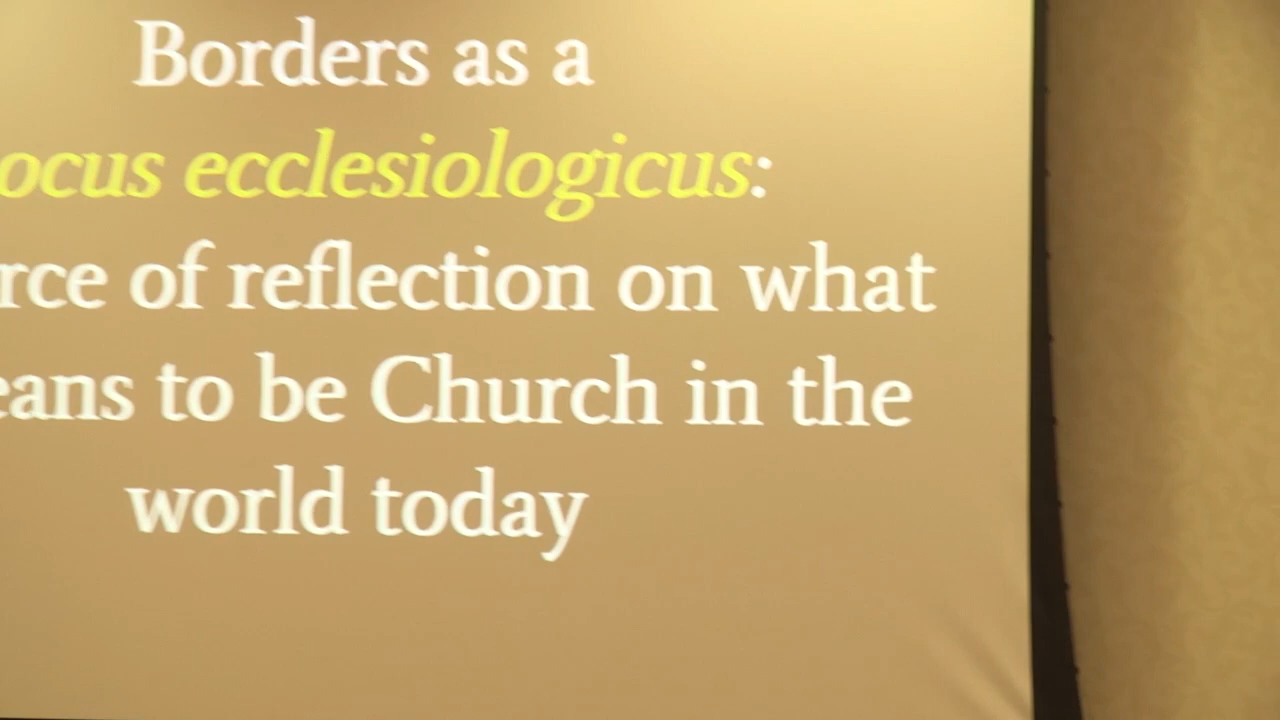 Borders as a
ocus ecclesiologicus:
rce of reflection on what
eans to be Church in the
world today